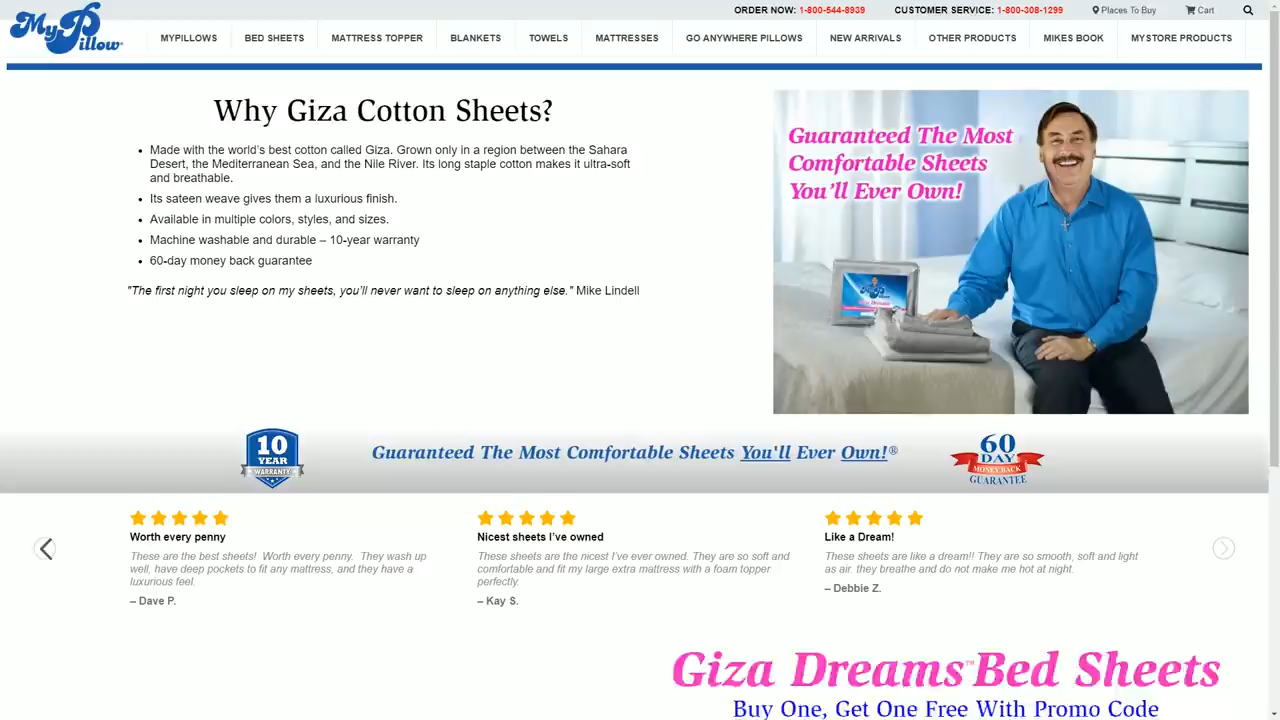 MyPillow®
ORDER NOW: 1-800-544-8939
CUSTOMER SERVICE: 1-800-308-1299
Places To Buy
Cart
MYPILLOWS
BED SHEETS
MATTRESS TOPPER
BLANKETS
TOWELS
MATTRESSES
GO ANYWHERE PILLOWS
NEW ARRIVALS
OTHER PRODUCTS
MIKES BOOK
MYSTORE PRODUCTS
Why Giza Cotton Sheets?
• Made with the world's best cotton called Giza. Grown only in a region between the Sahara
Desert, the Mediterranean Sea, and the Nile River. Its long staple cotton makes it ultra-soft
and breathable.
• Its sateen weave gives them a luxurious finish.
• Available in multiple colors, styles, and sizes.
• Machine washable and durable – 10-year warranty
• 60-day money back guarantee
"The first night you sleep on my sheets, you'll never want to sleep on anything else." Mike Lindell
Guaranteed The Most
Comfortable Sheets
You'll Ever Own!
10
YEAR
WARRANTY
Guaranteed The Most Comfortable Sheets You'll Ever Own!®
60
DAY
MONEY BACK
GUARANTEE
Worth every penny
These are the best sheets!  Worth every penny.  They wash up
well, have deep pockets to fit any mattress, and they have a
luxurious feel.
– Dave P.
Nicest sheets I've owned
These sheets are the nicest I've ever owned. They are so soft and
comfortable and fit my large extra mattress with a foam topper
perfectly.
– Kay S.
Like a Dream!
These sheets are like a dream!! They are so smooth, soft and light
as air. they breathe and do not make me hot at night.
– Debbie Z.
Giza Dreams™ Bed Sheets
Buy One, Get One Free With Promo Code